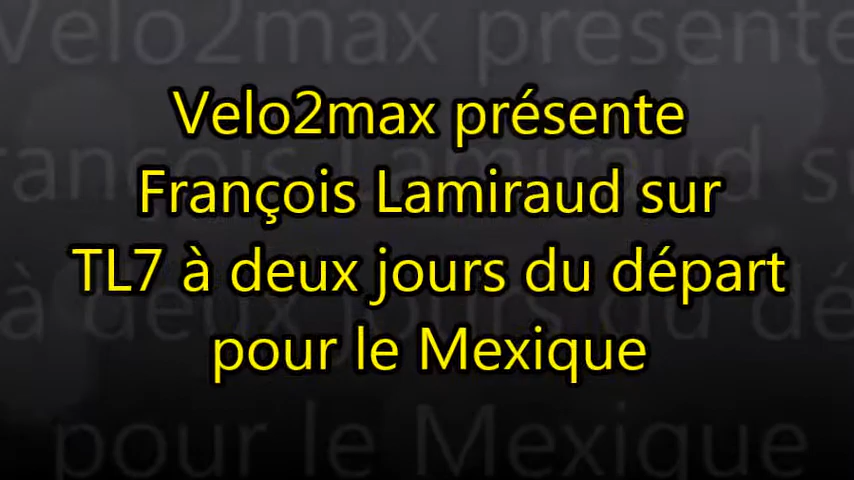 Velo2max présente
François Lamiraud sur
TL7 à deux jours du départ
pour le Mexique